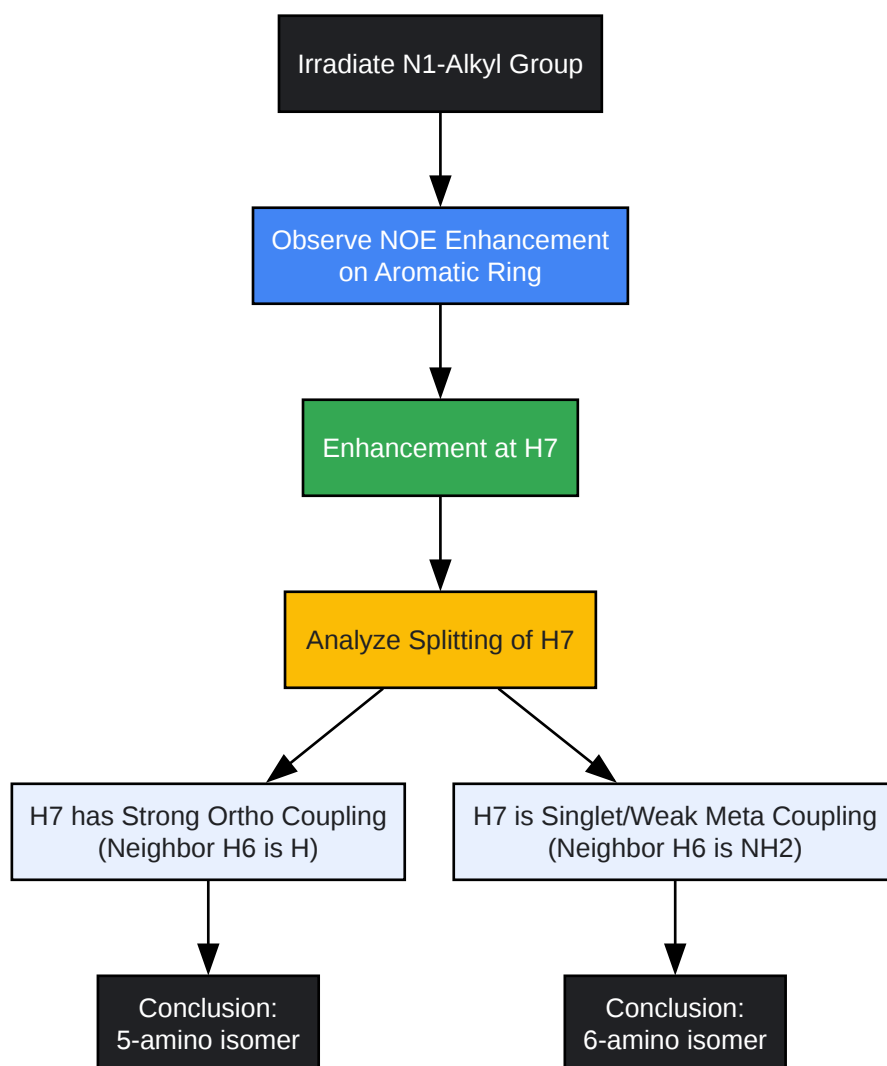 Irradiate N1-Alkyl Group
Observe NOE Enhancement
on Aromatic Ring
Enhancement at H7
Analyze Splitting of H7
H7 has Strong Ortho Coupling
(Neighbor H6 is H)
H7 is Singlet/Weak Meta Coupling
(Neighbor H6 is NH2)
Conclusion:
5-amino isomer
Conclusion:
6-amino isomer